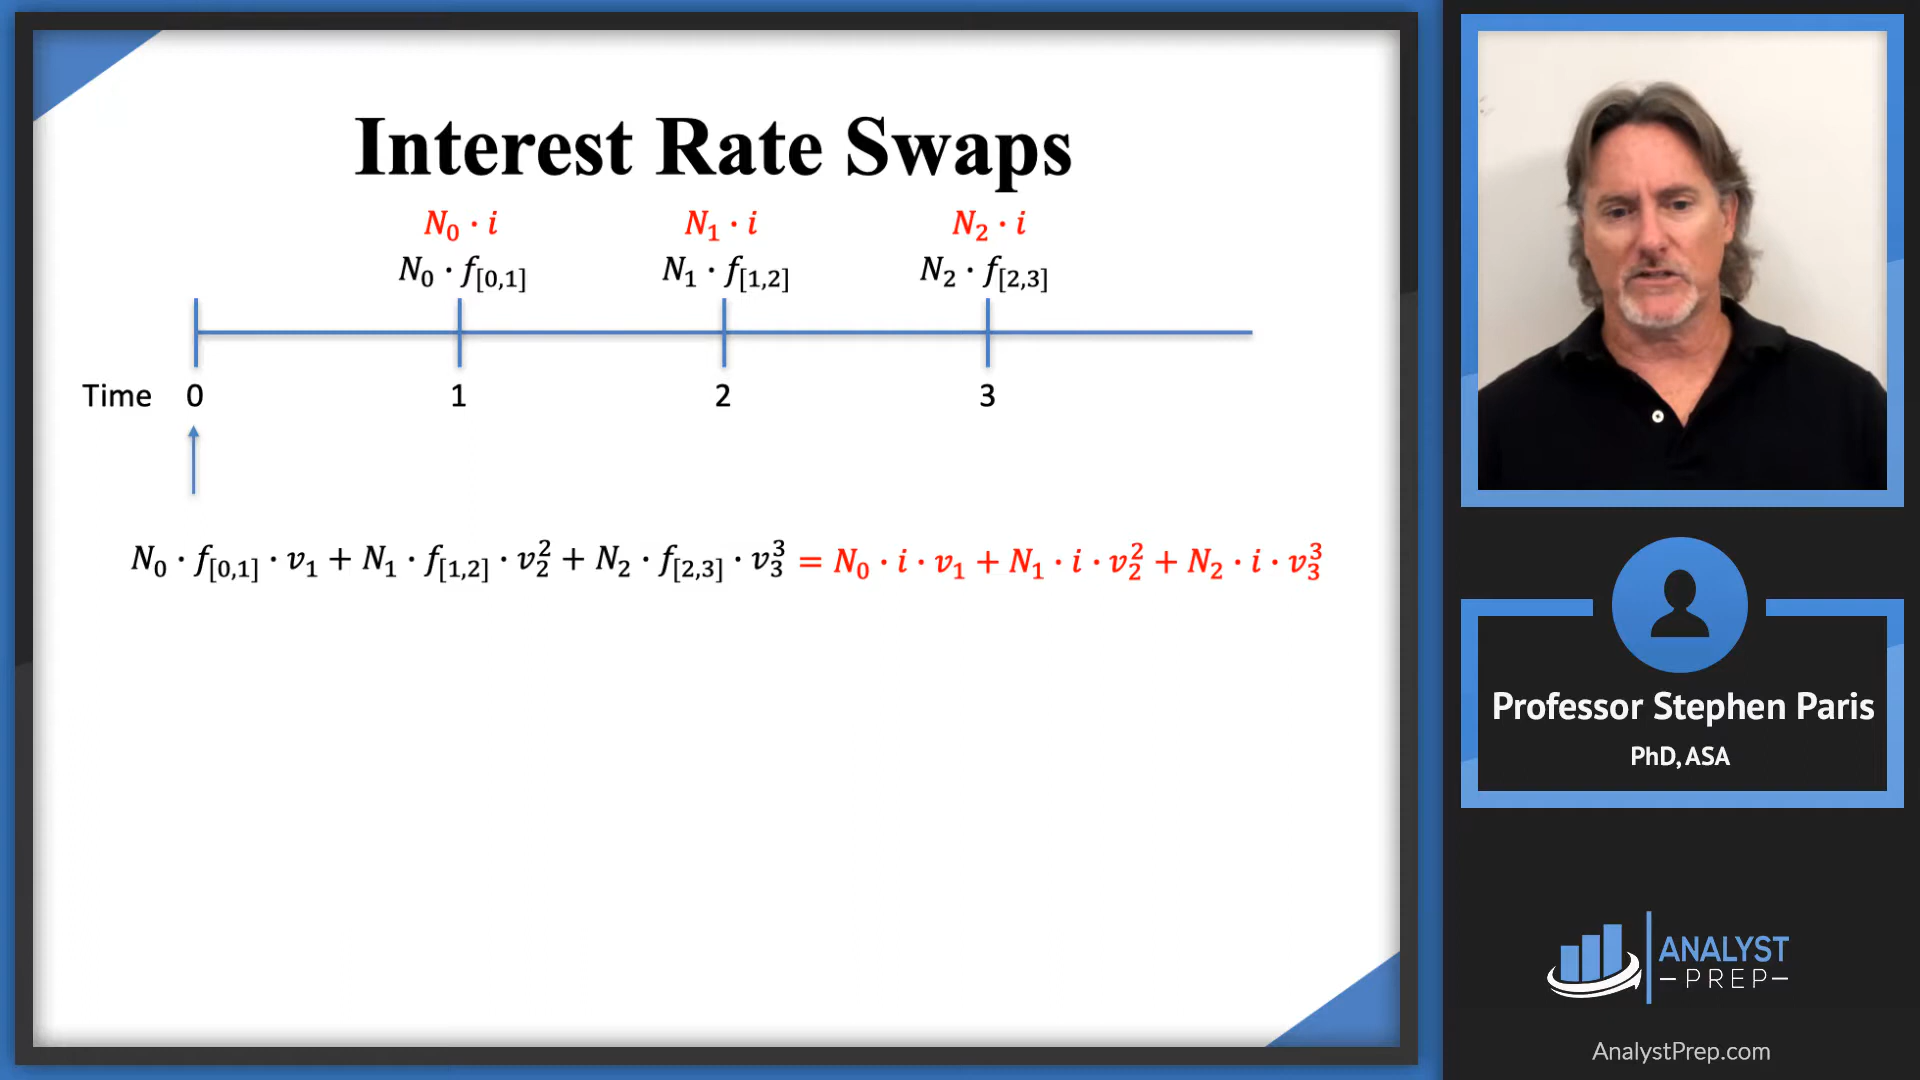 Interest Rate Swaps
N₀ · i N₁ · i N₂ · i
N₀ · f[0,1] N₁ · f[1,2] N₂ · f[2,3]
Time 0 1 2 3
N₀ · f[0,1] · v₁ + N₁ · f[1,2] · v₂² + N₂ · f[2,3] · v₃³ = N₀ · i · v₁ + N₁ · i · v₂² + N₂ · i · v₃³
Professor Stephen Paris
PhD, ASA
ANALYST
PREP
AnalystPrep.com